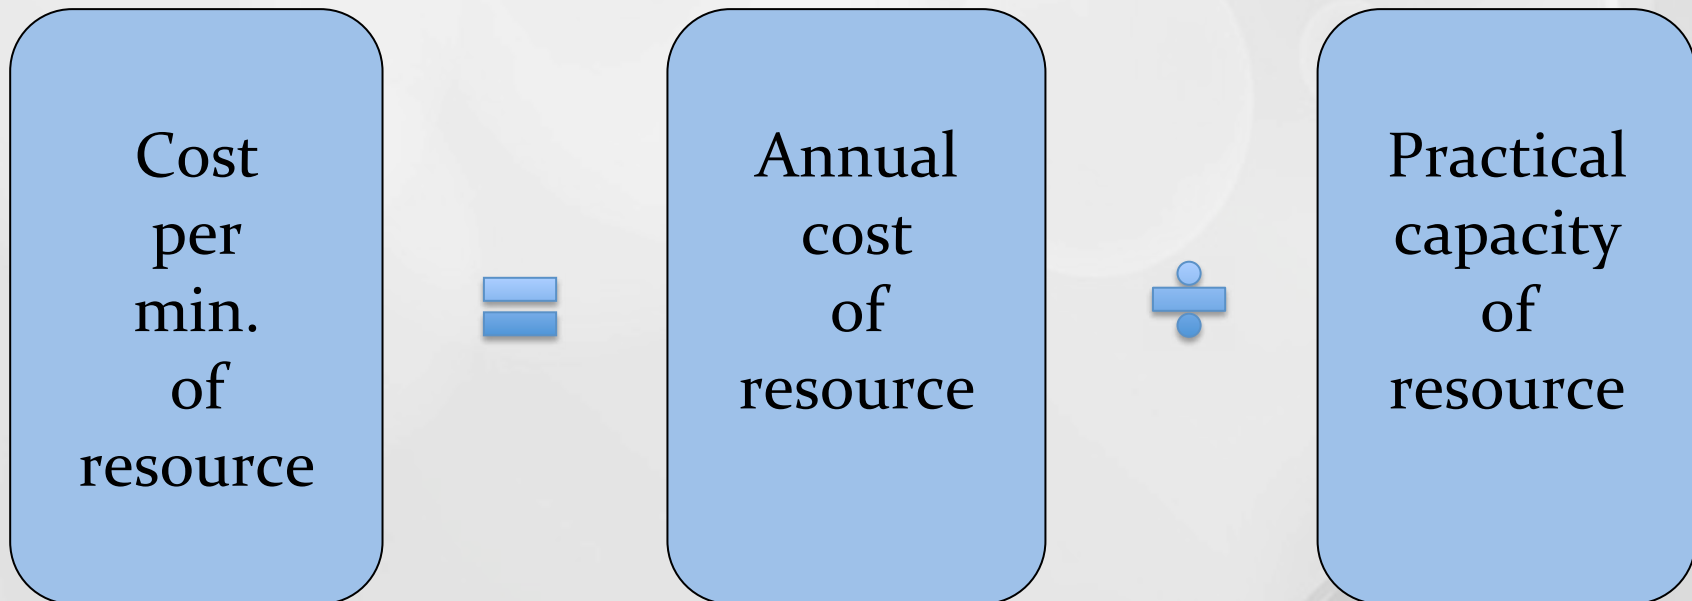 Cost
per
min.
of
resource
=
Annual
cost
of
resource
÷
Practical
capacity
of
resource